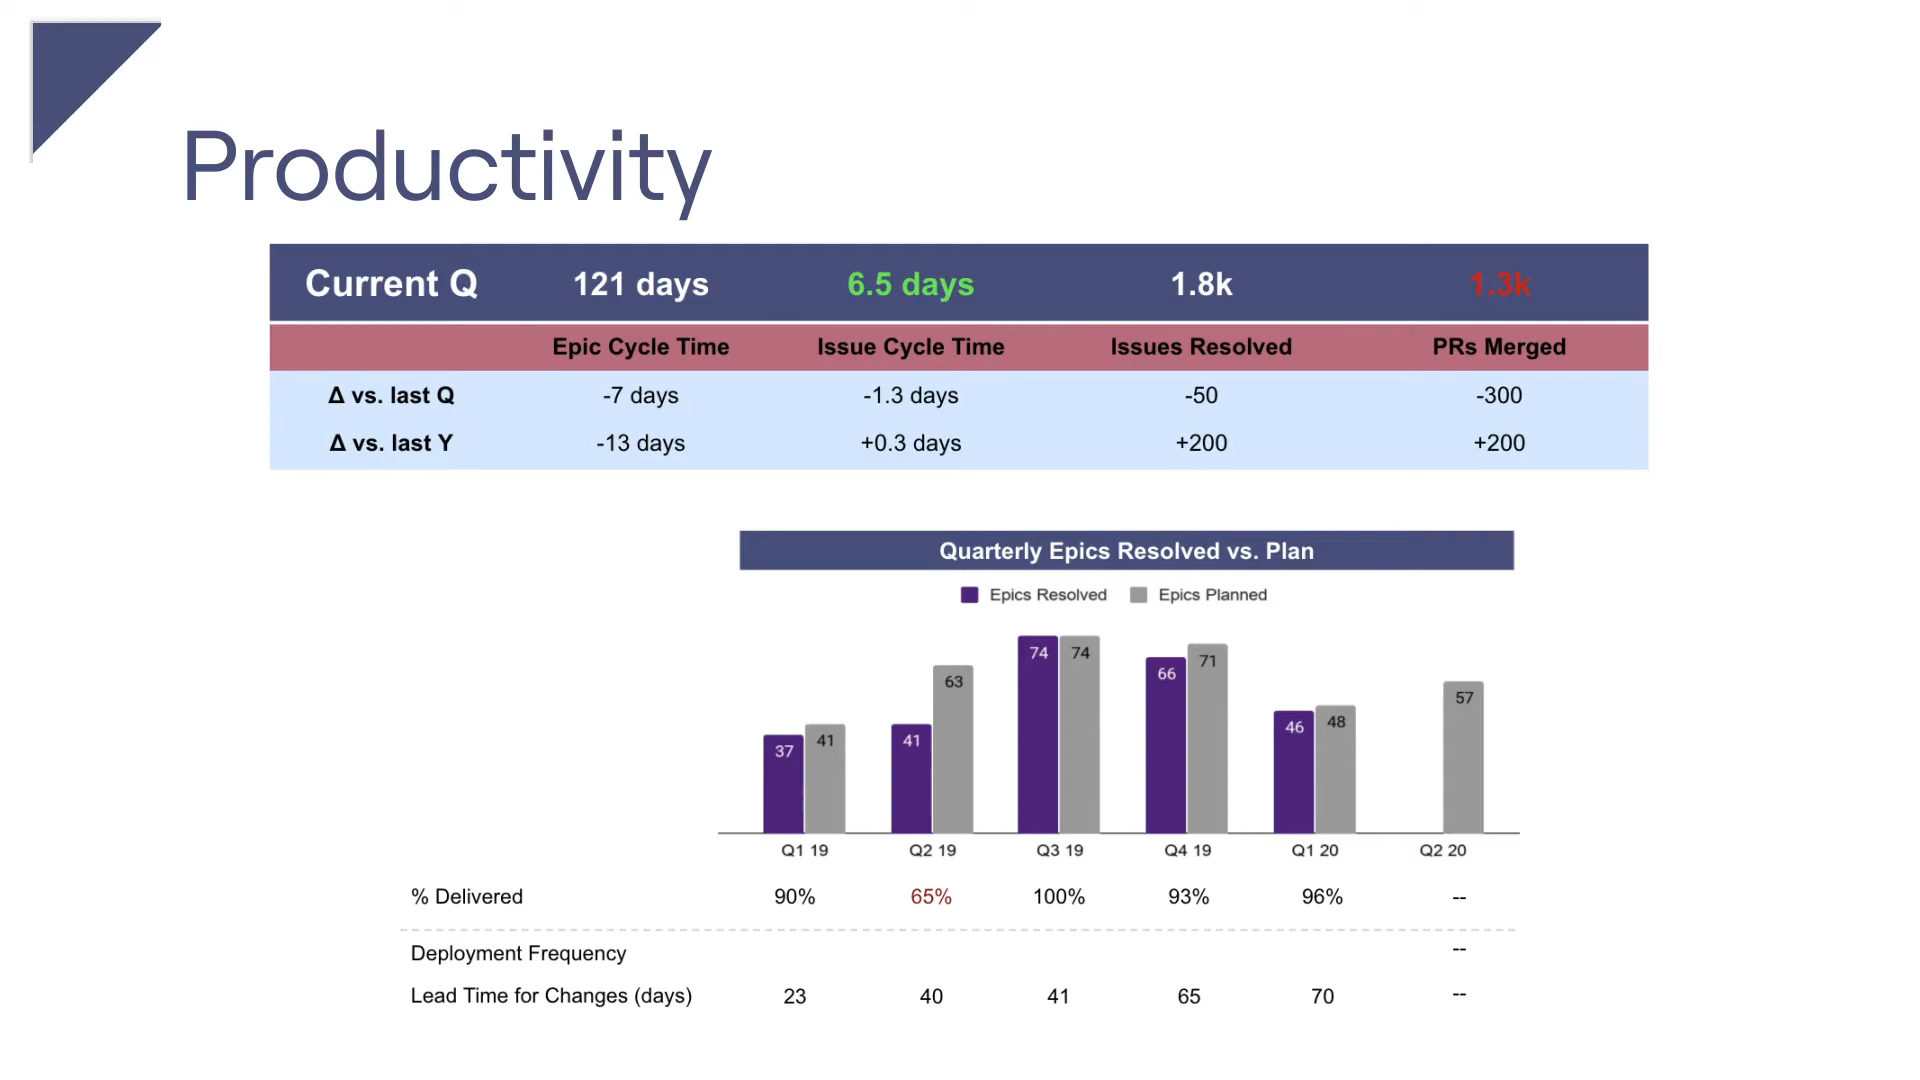 Productivity
Current Q 121 days 6.5 days 1.8k 1.3k
Epic Cycle Time Issue Cycle Time Issues Resolved PRs Merged
Δ vs. last Q -7 days -1.3 days -50 -300
Δ vs. last Y -13 days +0.3 days +200 +200
Quarterly Epics Resolved vs. Plan
Epics Resolved Epics Planned
37 41 41 63 74 74 66 71 46 48 57
Q1 19 Q2 19 Q3 19 Q4 19 Q1 20 Q2 20
% Delivered 90% 65% 100% 93% 96% --
Deployment Frequency --
Lead Time for Changes (days) 23 40 41 65 70 --